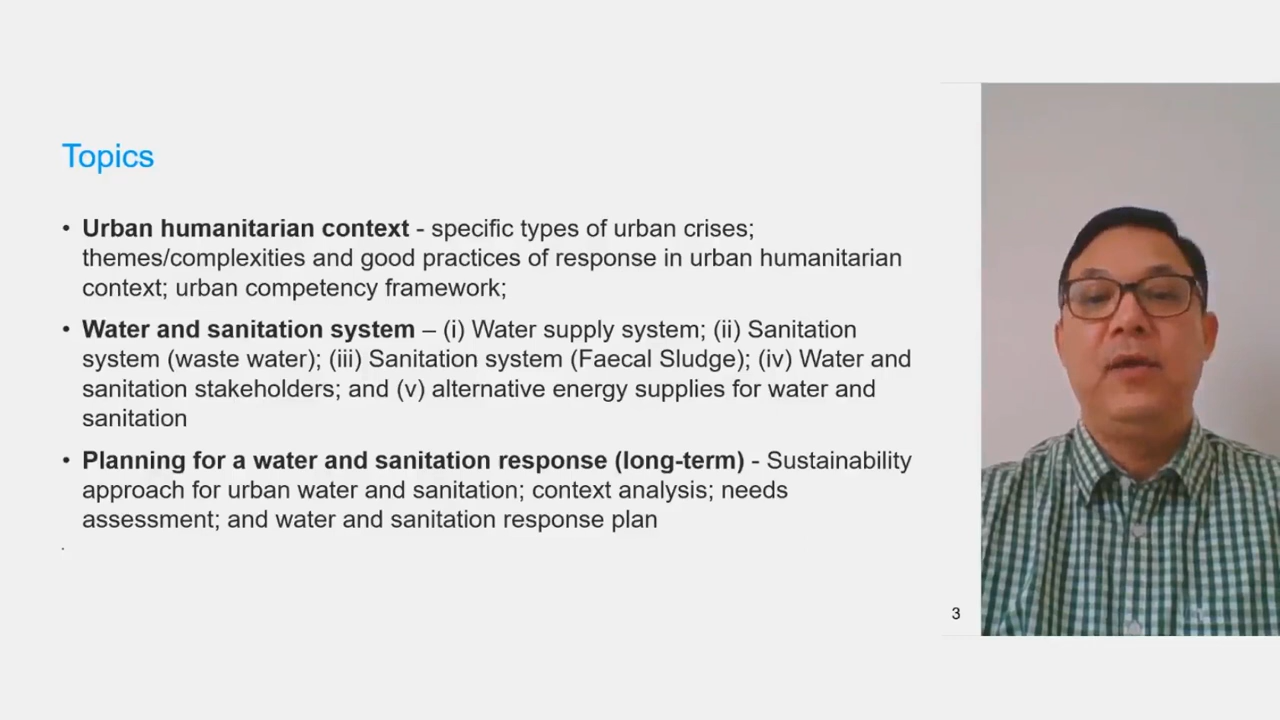 Topics
• Urban humanitarian context - specific types of urban crises;
themes/complexities and good practices of response in urban humanitarian
context; urban competency framework;
• Water and sanitation system – (i) Water supply system; (ii) Sanitation
system (waste water); (iii) Sanitation system (Faecal Sludge); (iv) Water and
sanitation stakeholders; and (v) alternative energy supplies for water and
sanitation
• Planning for a water and sanitation response (long-term) - Sustainability
approach for urban water and sanitation; context analysis; needs
assessment; and water and sanitation response plan
.
3